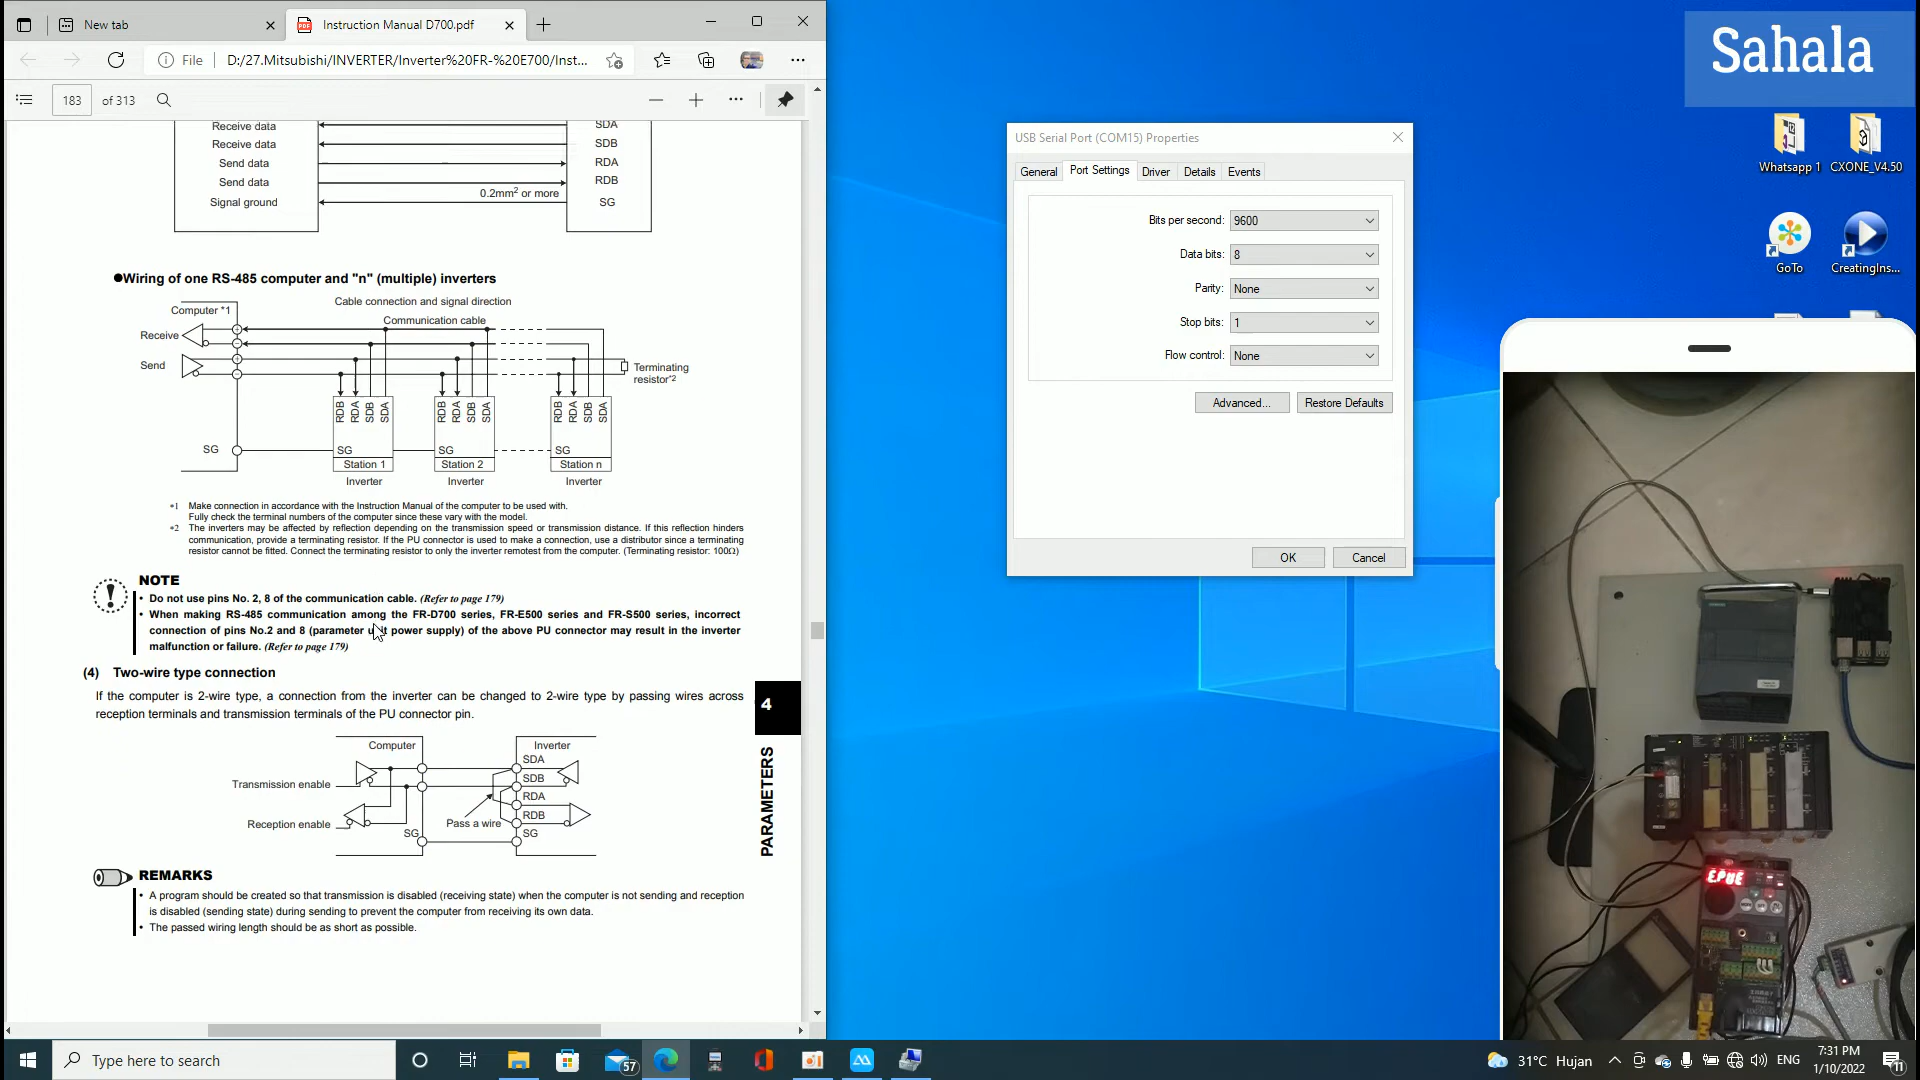 New tab
Instruction Manual D700.pdf
File
D:/27.Mitsubishi/INVERTER/Inverter%20FR-%20E700/Inst...
183 of 313
Receive data
SDA
Receive data
SDB
Send data
RDA
Send data
RDB
0.2mm2 or more
Signal ground
SG
●Wiring of one RS-485 computer and "n" (multiple) inverters
Cable connection and signal direction
Computer *1
Communication cable
Receive
Send
Terminating
resistor*2
RDB RDA SDB SDA
RDB RDA SDB SDA
RDB RDA SDB SDA
SG
SG
SG
SG
Station 1
Station 2
Station n
Inverter
Inverter
Inverter
*1 Make connection in accordance with the Instruction Manual of the computer to be used with.
Fully check the terminal numbers of the computer since these vary with the model.
*2 The inverters may be affected by reflection depending on the transmission speed or transmission distance. If this reflection hinders
communication, provide a terminating resistor. If the PU connector is used to make a connection, use a distributor since a terminating
resistor cannot be fitted. Connect the terminating resistor to only the inverter remotest from the computer. (Terminating resistor: 100Ω)
NOTE
• Do not use pins No. 2, 8 of the communication cable. (Refer to page 179)
• When making RS-485 communication among the FR-D700 series, FR-E500 series and FR-S500 series, incorrect
connection of pins No.2 and 8 (parameter unit power supply) of the above PU connector may result in the inverter
malfunction or failure. (Refer to page 179)
(4) Two-wire type connection
If the computer is 2-wire type, a connection from the inverter can be changed to 2-wire type by passing wires across
reception terminals and transmission terminals of the PU connector pin.
4
PARAMETERS
Computer
Inverter
SDA
SDB
Transmission enable
RDA
RDB
Pass a wire
Reception enable
SG
SG
REMARKS
• A program should be created so that transmission is disabled (receiving state) when the computer is not sending and reception
is disabled (sending state) during sending to prevent the computer from receiving its own data.
• The passed wiring length should be as short as possible.
USB Serial Port (COM15) Properties
General
Port Settings
Driver
Details
Events
Bits per second: 9600
Data bits: 8
Parity: None
Stop bits: 1
Flow control: None
Advanced...
Restore Defaults
OK
Cancel
Sahala
Whatsapp 1
CXONE_V4.50
GoTo
CreatingIns...
E.PUE
Type here to search
57
31°C Hujan
ENG
7:31 PM
1/10/2022
11